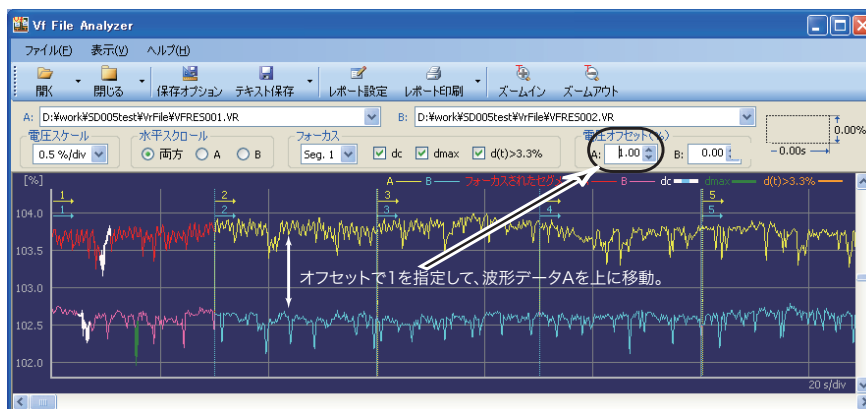 Vf File Analyzer
ファイル(F) 表示(V) ヘルプ(H)
開く 閉じる 保存オプション テキスト保存 レポート設定 レポート印刷 ズームイン ズームアウト
A: D:¥work¥SD005test¥VrFile¥VFRES001.VR B: D:¥work¥SD005test¥VrFile¥VFRES002.VR
電圧スケール 水平スクロール フォーカス 電圧オフセット(%)
0.00%
0.5 %/div 両方 A B Seg. 1 dc dmax d(t)>3.3% A: 1.00 B: 0.00
-0.00s
[%] A B フォーカスされたセグ B dc dmax d(t)>3.3%
1 2 3 4 5
1 2 3 4 5
104.0
103.5
オフセットで1を指定して、波形データAを上に移動。
103.0
102.5
102.0
20 s/div